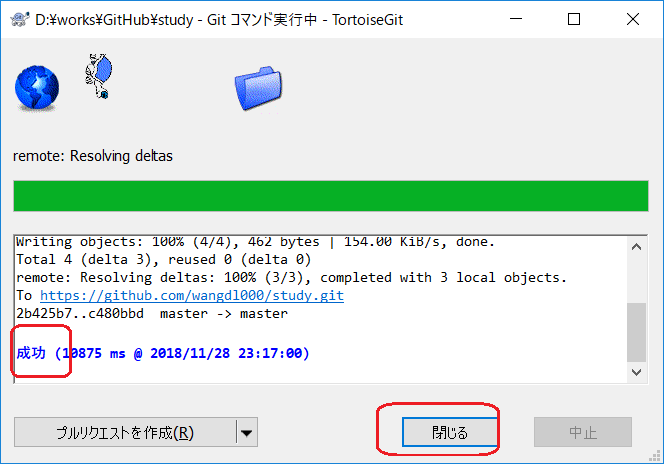 D:¥works¥GitHub¥study - Git コマンド実行中 - TortoiseGit
remote: Resolving deltas
Writing objects: 100% (4/4), 462 bytes | 154.00 KiB/s, done.
Total 4 (delta 3), reused 0 (delta 0)
remote: Resolving deltas: 100% (3/3), completed with 3 local objects.
To https://github.com/wangdl000/study.git
2b425b7..c480bbd  master -> master
成功 (10875 ms @ 2018/11/28 23:17:00)
プルリクエストを作成(R)
閉じる
中止